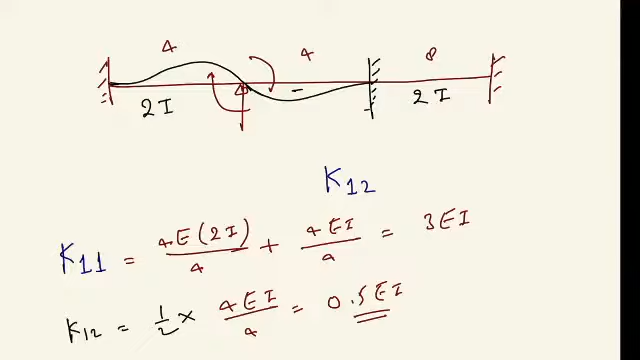 4 4 8
2I 2I
K12
K11 = 4E(2I)/4 + 4EI/4 = 3EI
K12 = 1/2 × 4EI/4 = 0.5EI